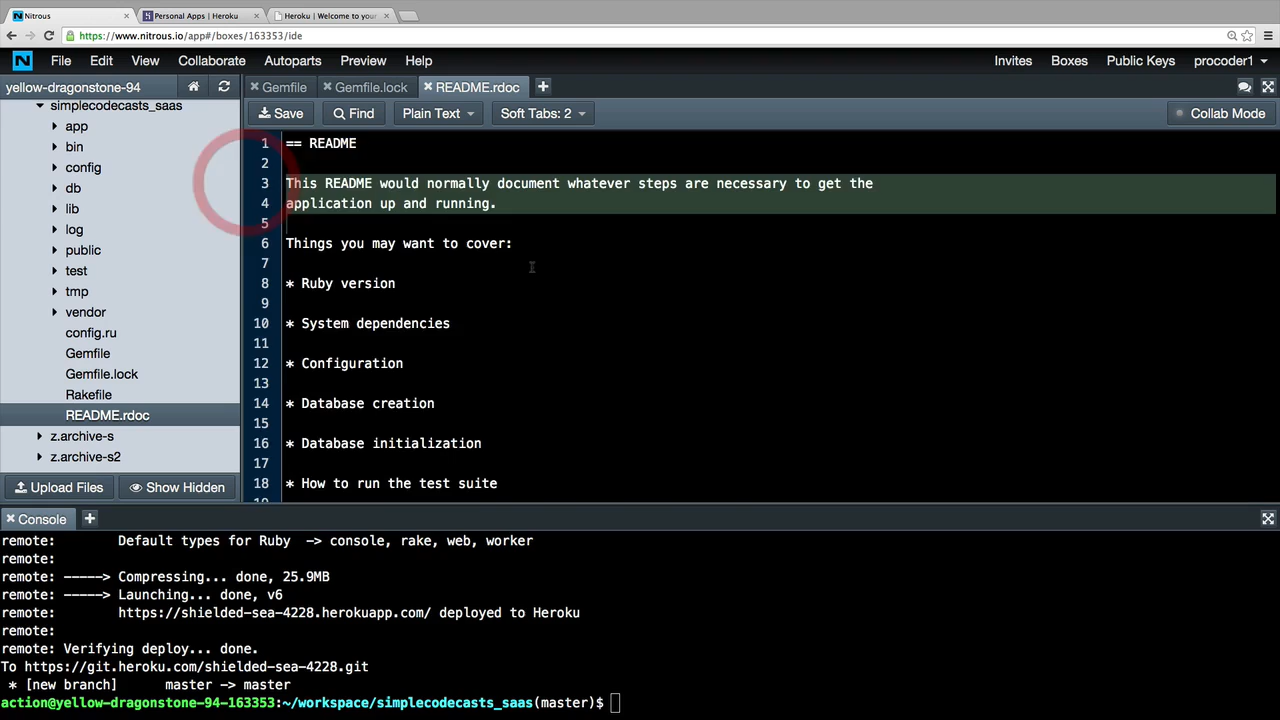 Nitrous
Personal Apps | Heroku
Heroku | Welcome to your
https://www.nitrous.io/app#/boxes/163353/ide
N File Edit View Collaborate Autoparts Preview Help Invites Boxes Public Keys procoder1
yellow-dragonstone-94
Gemfile
Gemfile.lock
README.rdoc
Save Find Plain Text Soft Tabs: 2 Collab Mode
simplecodecasts_saas
app
bin
config
db
lib
log
public
test
tmp
vendor
config.ru
Gemfile
Gemfile.lock
Rakefile
README.rdoc
z.archive-s
z.archive-s2
Upload Files Show Hidden
1 == README
2
3 This README would normally document whatever steps are necessary to get the
4 application up and running.
5
6 Things you may want to cover:
7
8 * Ruby version
9
10 * System dependencies
11
12 * Configuration
13
14 * Database creation
15
16 * Database initialization
17
18 * How to run the test suite
Console
remote: Default types for Ruby -> console, rake, web, worker
remote:
remote: -----> Compressing... done, 25.9MB
remote: -----> Launching... done, v6
remote: https://shielded-sea-4228.herokuapp.com/ deployed to Heroku
remote:
remote: Verifying deploy... done.
To https://git.heroku.com/shielded-sea-4228.git
* [new branch] master -> master
action@yellow-dragonstone-94-163353:~/workspace/simplecodecasts_saas(master)$